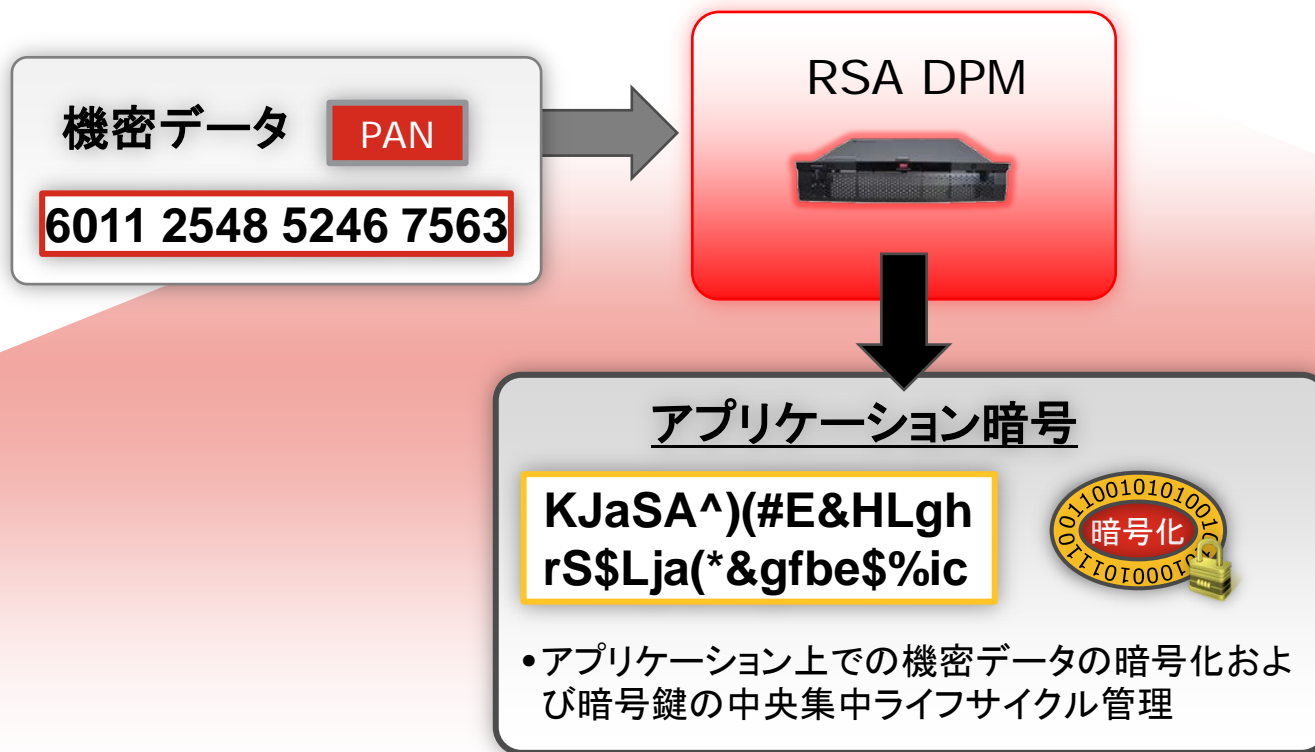 機密データ
PAN
6011 2548 5246 7563
RSA DPM
アプリケーション暗号
KJaSA^)(#E&HLgh
rS$Lja(*&gfbe$%ic
暗号化
•アプリケーション上での機密データの暗号化およ
び暗号鍵の中央集中ライフサイクル管理